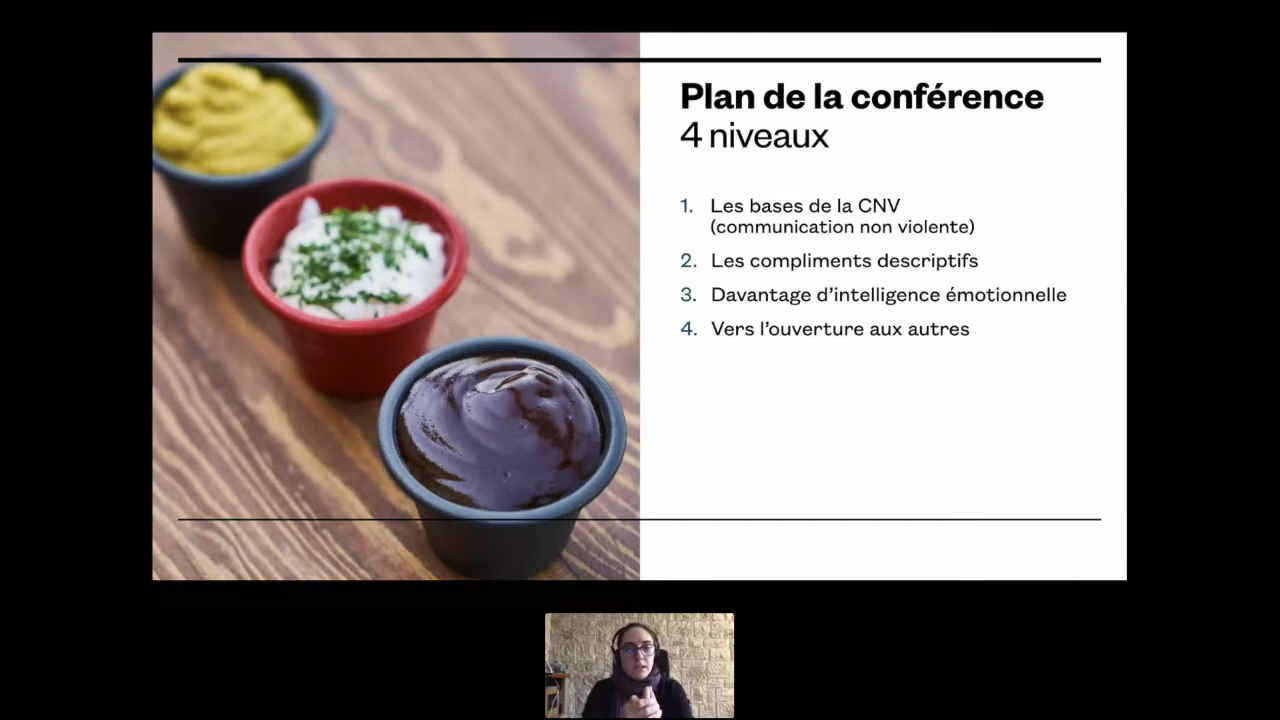 Plan de la conférence
4 niveaux
1. Les bases de la CNV
(communication non violente)
2. Les compliments descriptifs
3. Davantage d’intelligence émotionnelle
4. Vers l’ouverture aux autres